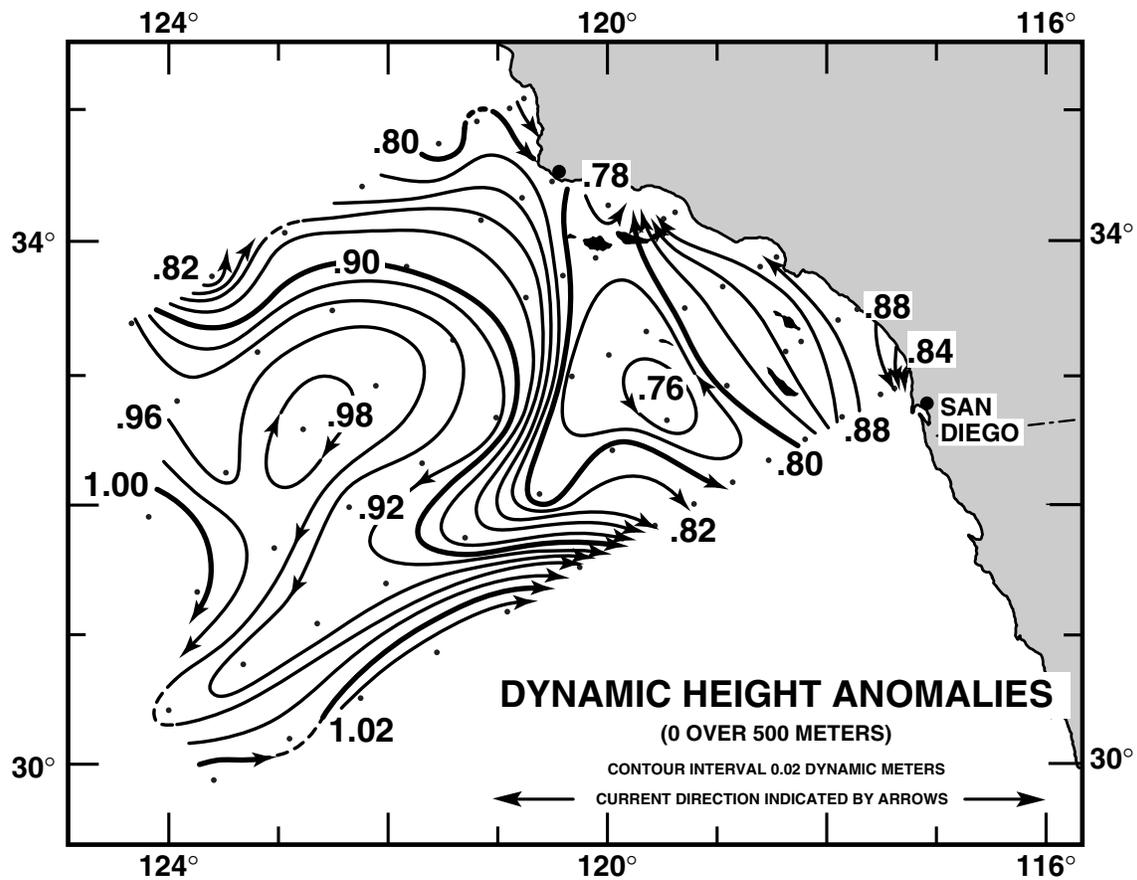 124° 120° 116°
.80
.78
34° 34°
.82 .90
.88
.84
.76
.96 .98
SAN
DIEGO
.88
.80
1.00
.92
.82
DYNAMIC HEIGHT ANOMALIES
1.02
(0 OVER 500 METERS)
30° 30°
CONTOUR INTERVAL 0.02 DYNAMIC METERS
CURRENT DIRECTION INDICATED BY ARROWS
124° 120° 116°